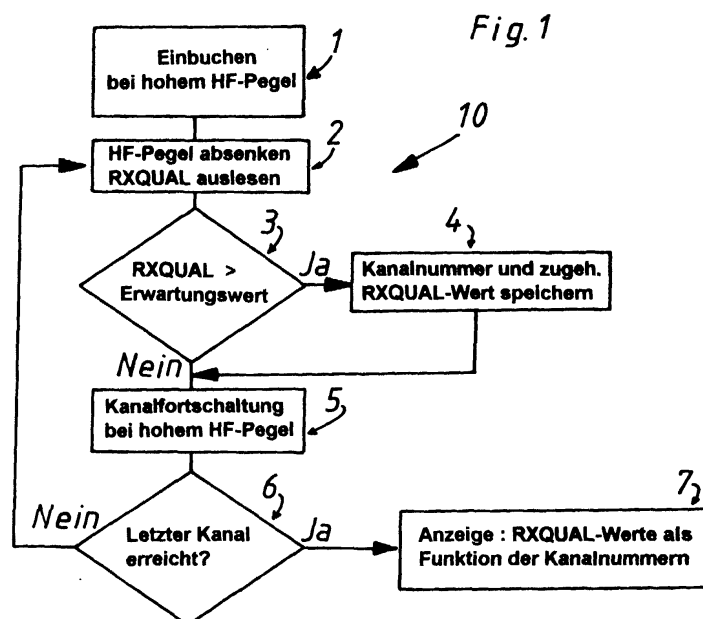 Fig. 1
1
Einbuchen
bei hohem HF-Pegel
10
2
HF-Pegel absenken
RXQUAL auslesen
3
RXQUAL >
Erwartungswert
Ja
4
Kanalnummer und zugeh.
RXQUAL-Wert speichern
Nein
5
Kanalfortschaltung
bei hohem HF-Pegel
6
Nein
Letzter Kanal
erreicht?
Ja
7
Anzeige : RXQUAL-Werte als
Funktion der Kanalnummern